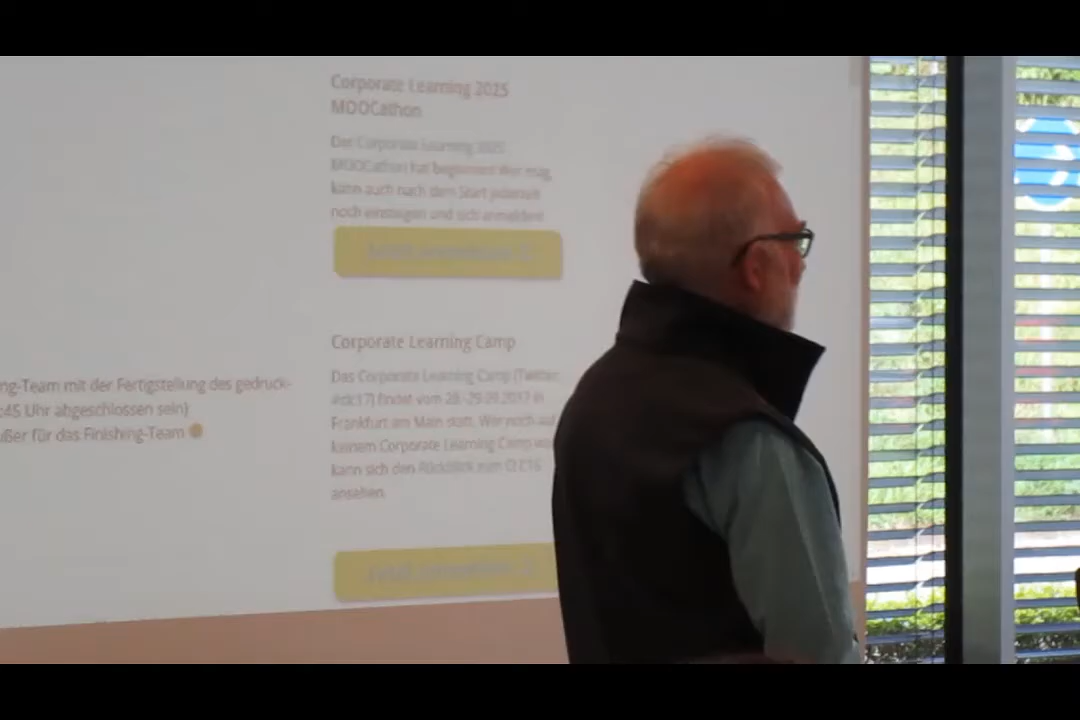 Corporate Learning 2025
MOOCathon
Der Corporate Learning 2025
MOOCathon hat begonnen! Wer mag,
kann auch nach dem Start jederzeit
noch einsteigen und sich anmelden!
Corporate Learning Camp
Das Corporate Learning Camp (Twitter:
#clc17) findet vom 28.-29.09.2017 in
Frankfurt am Main statt. Wer noch auf
keinem Corporate Learning Camp war
kann sich den Rückblick zum CLC16
ansehen.
ng-Team mit der Fertigstellung des gedruck-
:45 Uhr abgeschlossen sein)
ußer für das Finishing-Team